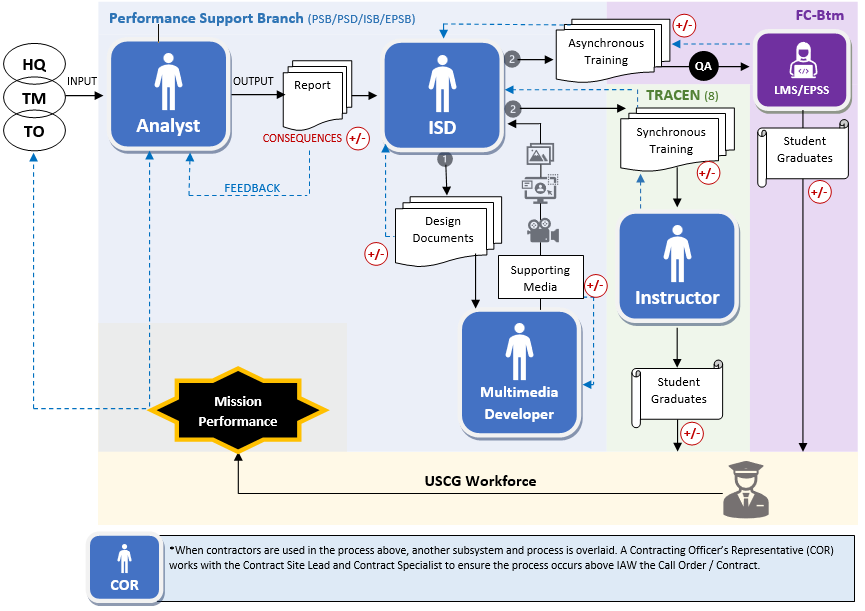 Performance Support Branch (PSB/PSD/ISB/EPSB)
FC-Btm
HQ
TM
TO
INPUT
Analyst
OUTPUT
Report
CONSEQUENCES +/-
FEEDBACK
ISD
2
2
1
Asynchronous
Training
+/-
QA
LMS/EPSS
TRACEN (8)
Synchronous
Training
+/-
Student
Graduates
+/-
Design
Documents
+/-
Supporting
Media
+/-
Instructor
Multimedia
Developer
Student
Graduates
+/-
Mission
Performance
USCG Workforce
COR
*When contractors are used in the process above, another subsystem and process is overlaid. A Contracting Officer's Representative (COR)
works with the Contract Site Lead and Contract Specialist to ensure the process occurs above IAW the Call Order / Contract.